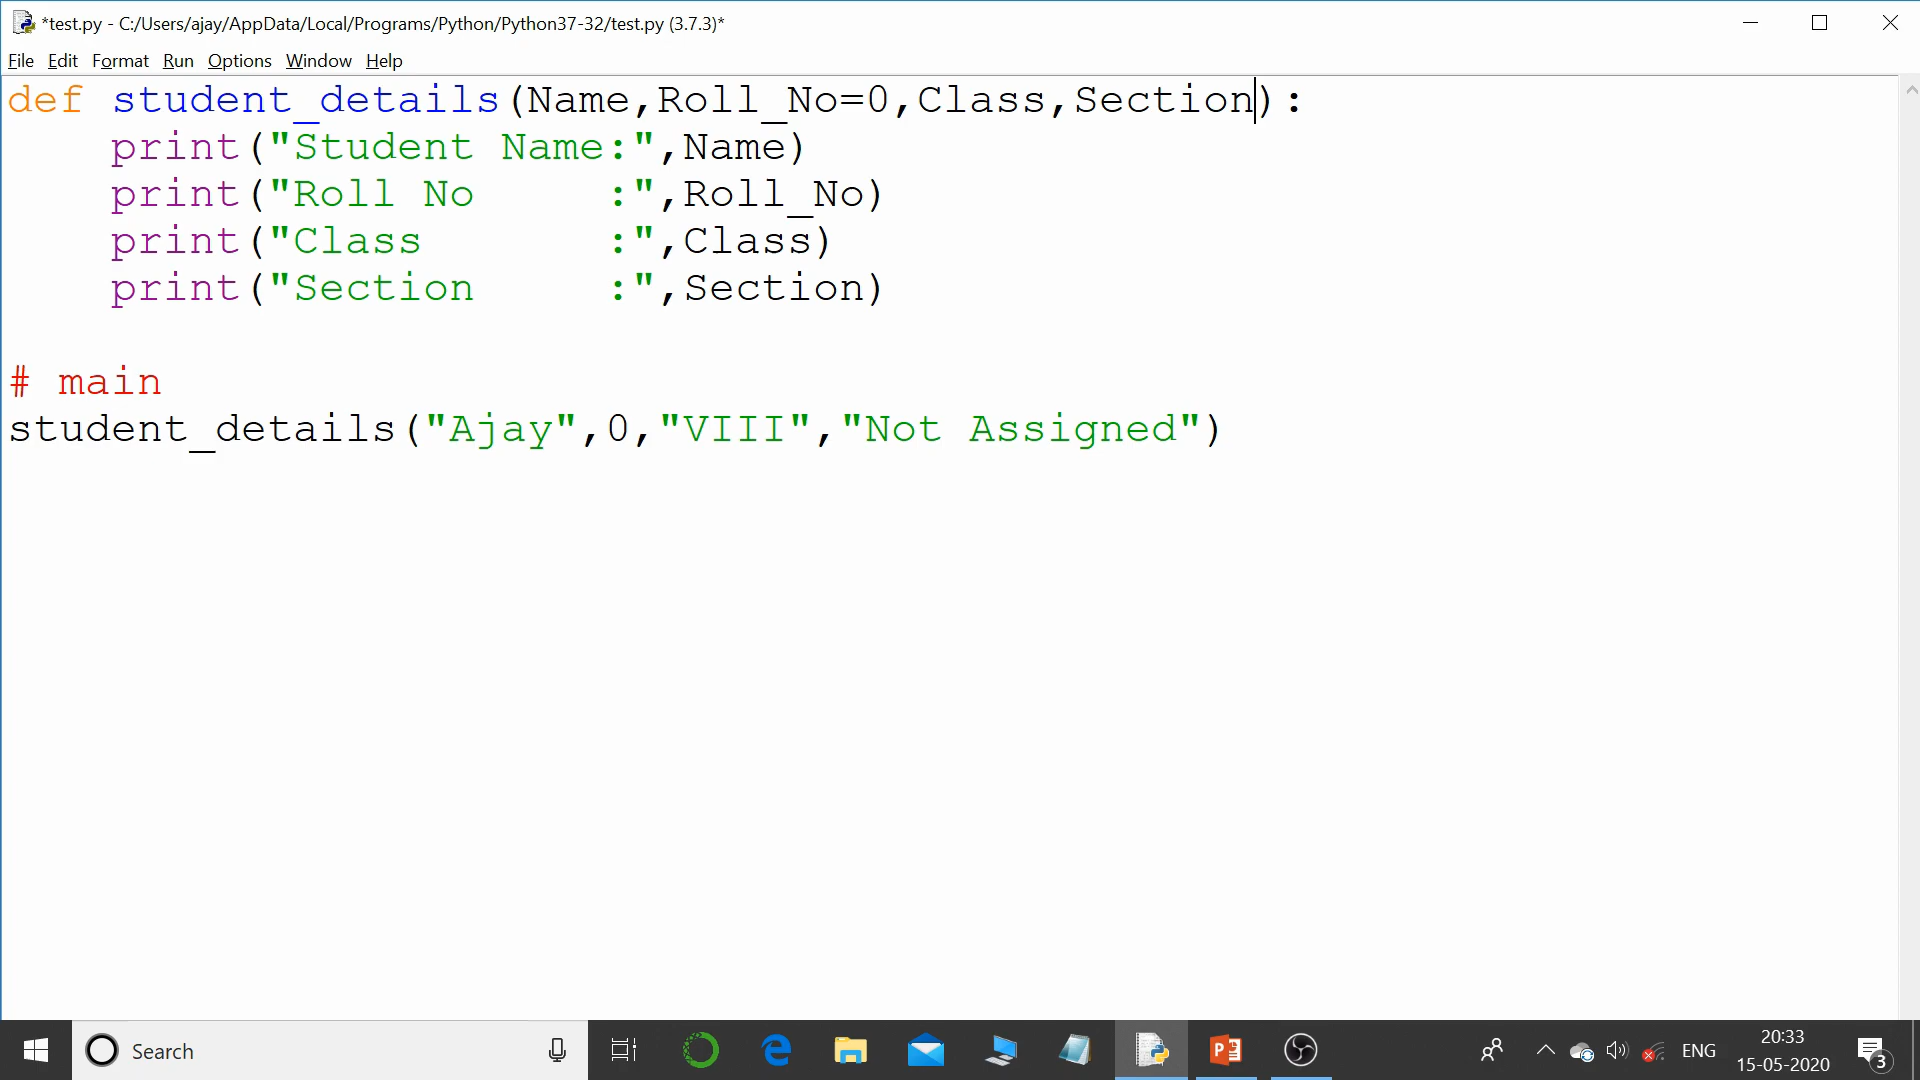 *test.py - C:/Users/ajay/AppData/Local/Programs/Python/Python37-32/test.py (3.7.3)*
File Edit Format Run Options Window Help
def student_details(Name,Roll_No=0,Class,Section):
    print("Student Name:",Name)
    print("Roll No     :",Roll_No)
    print("Class       :",Class)
    print("Section     :",Section)

# main
student_details("Ajay",0,"VIII","Not Assigned")
Search
ENG
20:33
15-05-2020
3